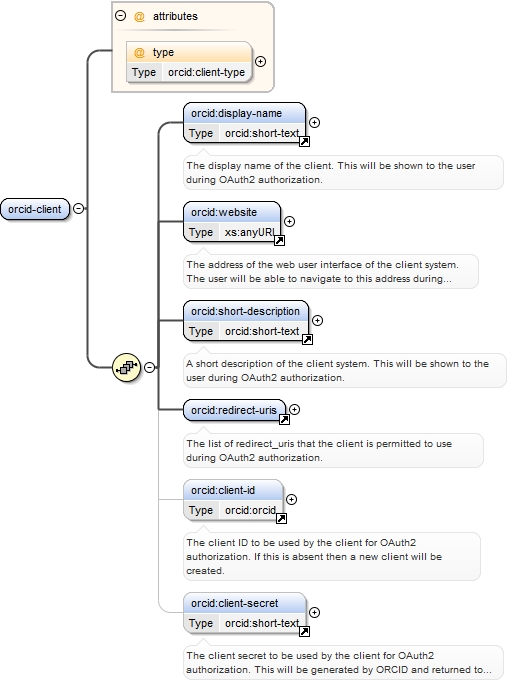 @ attributes
@ type
Type orcid:client-type
orcid:display-name
Type orcid:short-text
The display name of the client. This will be shown to the user
during OAuth2 authorization.
orcid-client
orcid:website
Type xs:anyURI
The address of the web user interface of the client system.
The user will be able to navigate to this address during...
orcid:short-description
Type orcid:short-text
A short description of the client system. This will be shown to the
user during OAuth2 authorization.
orcid:redirect-uris
The list of redirect_uris that the client is permitted to use
during OAuth2 authorization.
orcid:client-id
Type orcid:orcid
The client ID to be used by the client for OAuth2
authorization. If this is absent then a new client will be
created.
orcid:client-secret
Type orcid:short-text
The client secret to be used by the client for OAuth2
authorization. This will be generated by ORCID and returned to...